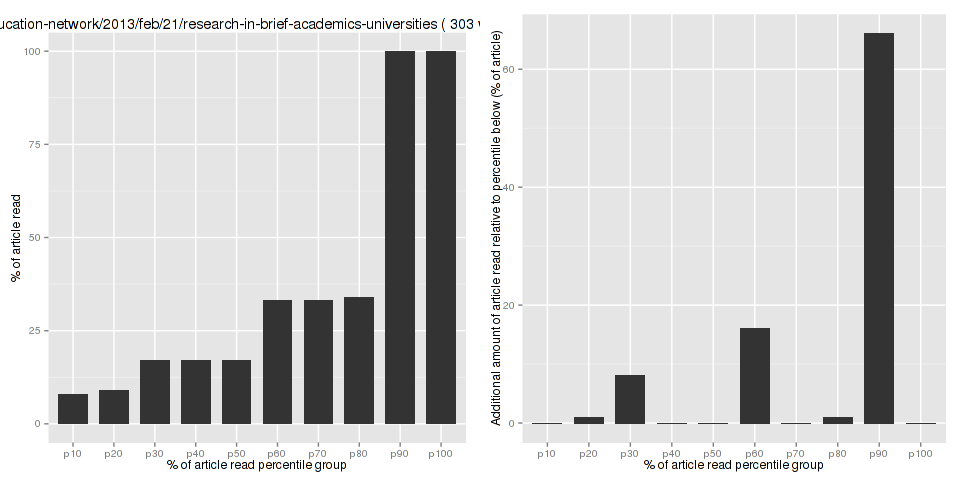 ucation-network/2013/feb/21/research-in-brief-academics-universities ( 303
% of article read
100
75
50
25
0
p10 p20 p30 p40 p50 p60 p70 p80 p90 p100
% of article read percentile group
Additional amount of article read relative to percentile below (% of article)
60
40
20
0
p10 p20 p30 p40 p50 p60 p70 p80 p90 p100
% of article read percentile group